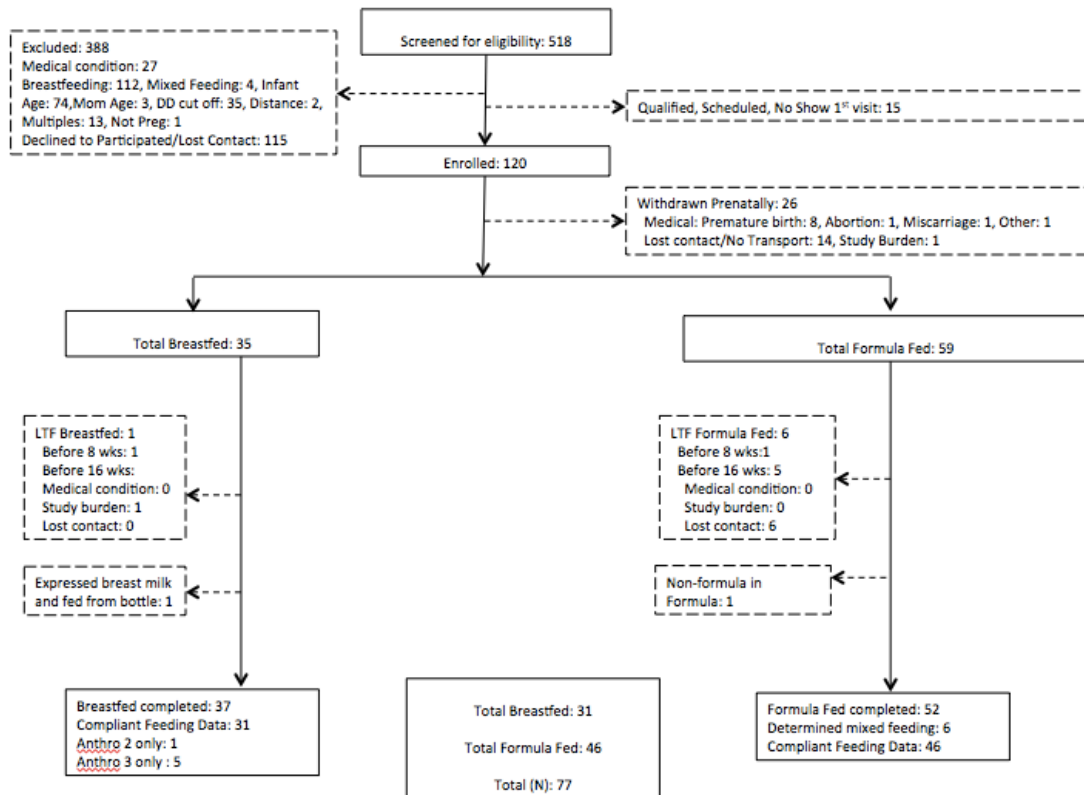 Screened for eligibility: 518
Excluded: 388
Medical condition: 27
Breastfeeding: 112, Mixed Feeding: 4, Infant
Age: 74,Mom Age: 3, DD cut off: 35, Distance: 2,
Multiples: 13, Not Preg: 1
Declined to Participated/Lost Contact: 115
Qualified, Scheduled, No Show 1st visit: 15
Enrolled: 120
Withdrawn Prenatally: 26
Medical: Premature birth: 8, Abortion: 1, Miscarriage: 1, Other: 1
Lost contact/No Transport: 14, Study Burden: 1
Total Breastfed: 35
Total Formula Fed: 59
LTF Breastfed: 1
Before 8 wks: 1
Before 16 wks:
Medical condition: 0
Study burden: 1
Lost contact: 0
LTF Formula Fed: 6
Before 8 wks:1
Before 16 wks: 5
Medical condition: 0
Study burden: 0
Lost contact: 6
Expressed breast milk
and fed from bottle: 1
Non-formula in
Formula: 1
Breastfed completed: 37
Compliant Feeding Data: 31
Anthro 2 only: 1
Anthro 3 only : 5
Total Breastfed: 31
Total Formula Fed: 46
Total (N): 77
Formula Fed completed: 52
Determined mixed feeding: 6
Compliant Feeding Data: 46